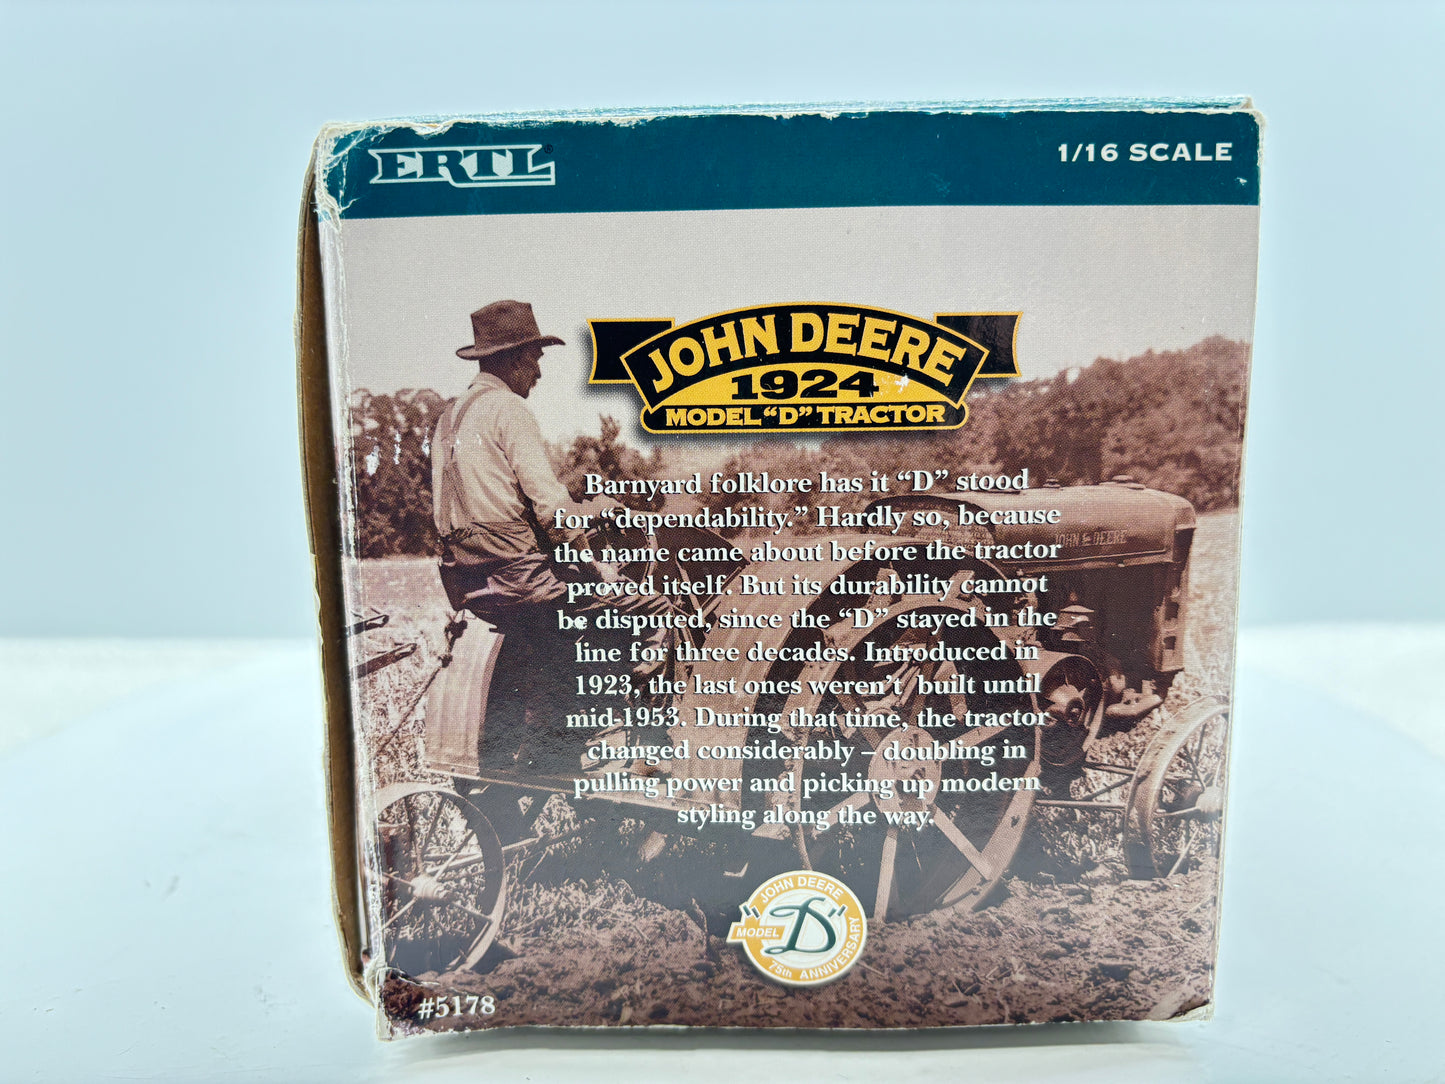 ERTL®
1/16 SCALE
JOHN DEERE
1924
MODEL "D" TRACTOR
Barnyard folklore has it “D” stood
for “dependability.” Hardly so, because
the name came about before the tractor
proved itself. But its durability cannot
be disputed, since the “D” stayed in the
line for three decades. Introduced in
1923, the last ones weren’t built until
mid-1953. During that time, the tractor
changed considerably – doubling in
pulling power and picking up modern
styling along the way.
JOHN DEERE
JOHN DEERE
MODEL "D"
75th ANNIVERSARY
#5178